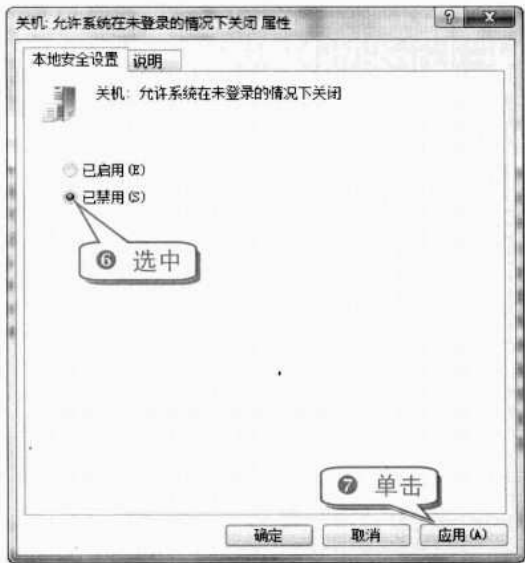 关机: 允许系统在未登录的情况下关闭 属性
本地安全设置 说明
关机: 允许系统在未登录的情况下关闭
已启用(E)
已禁用(S)
❻ 选中
❼ 单击
确定 取消 应用(A)